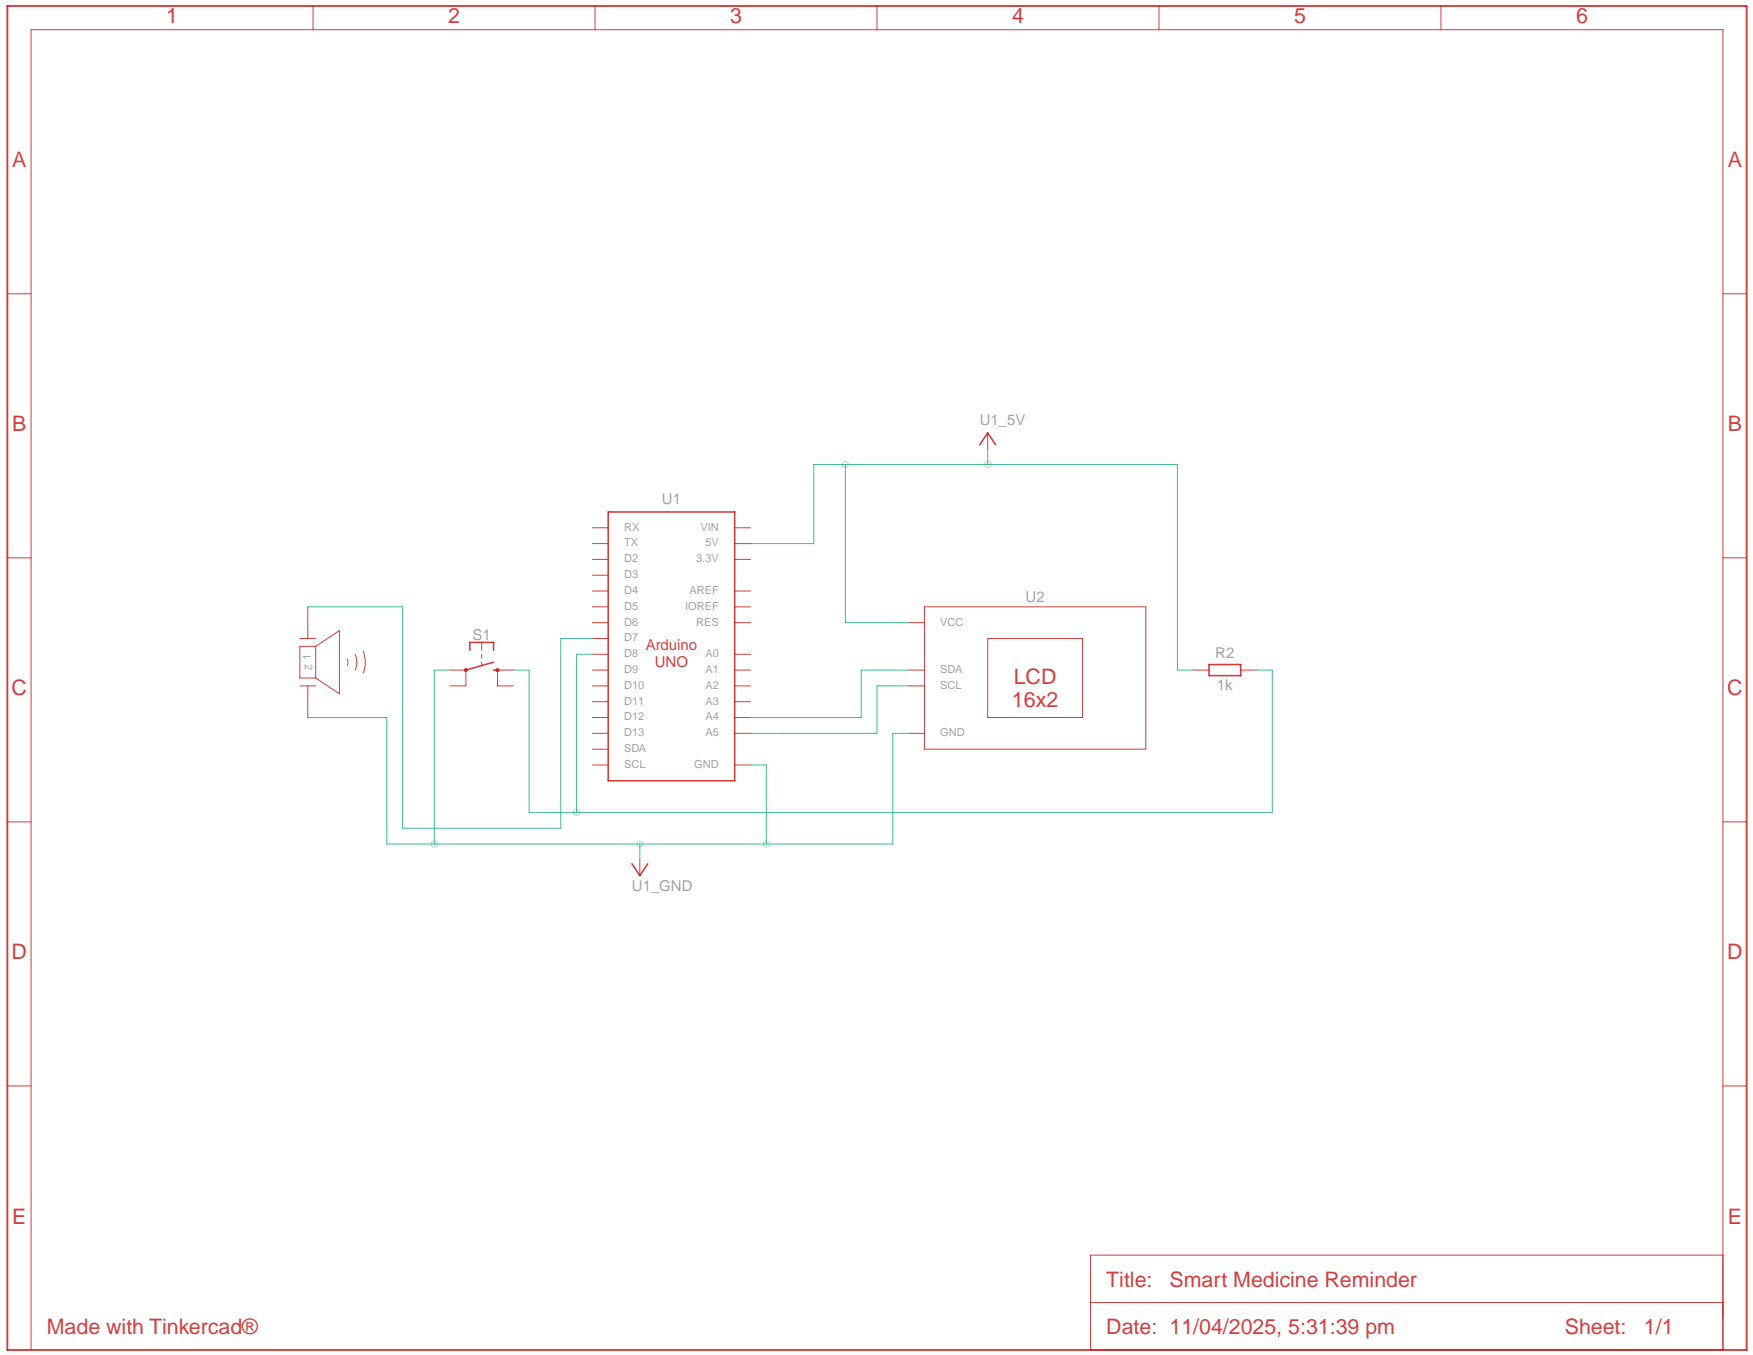 1 2 3 4 5 6
A A
B B
C C
D D
E E
U1_5V
U1
RX VIN
TX 5V
D2 3.3V
D3
D4 AREF
D5 IOREF
D6 RES
D7
Arduino
UNO
D8 A0
D9 A1
D10 A2
D11 A3
D12 A4
D13 A5
SDA
SCL GND
S1
1 2
U2
VCC
SDA
SCL
GND
LCD
16x2
R2
1k
U1_GND
Title: Smart Medicine Reminder
Date: 11/04/2025, 5:31:39 pm Sheet: 1/1
Made with Tinkercad®